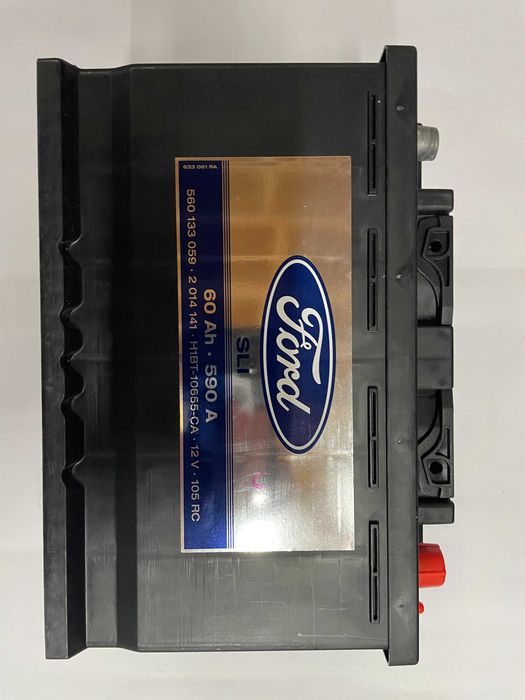 Ford
SLI
60 Ah · 590 A
560 133 059 · 2 014 141 · H1BT-10655-CA · 12 V · 105 RC
633 061 RA